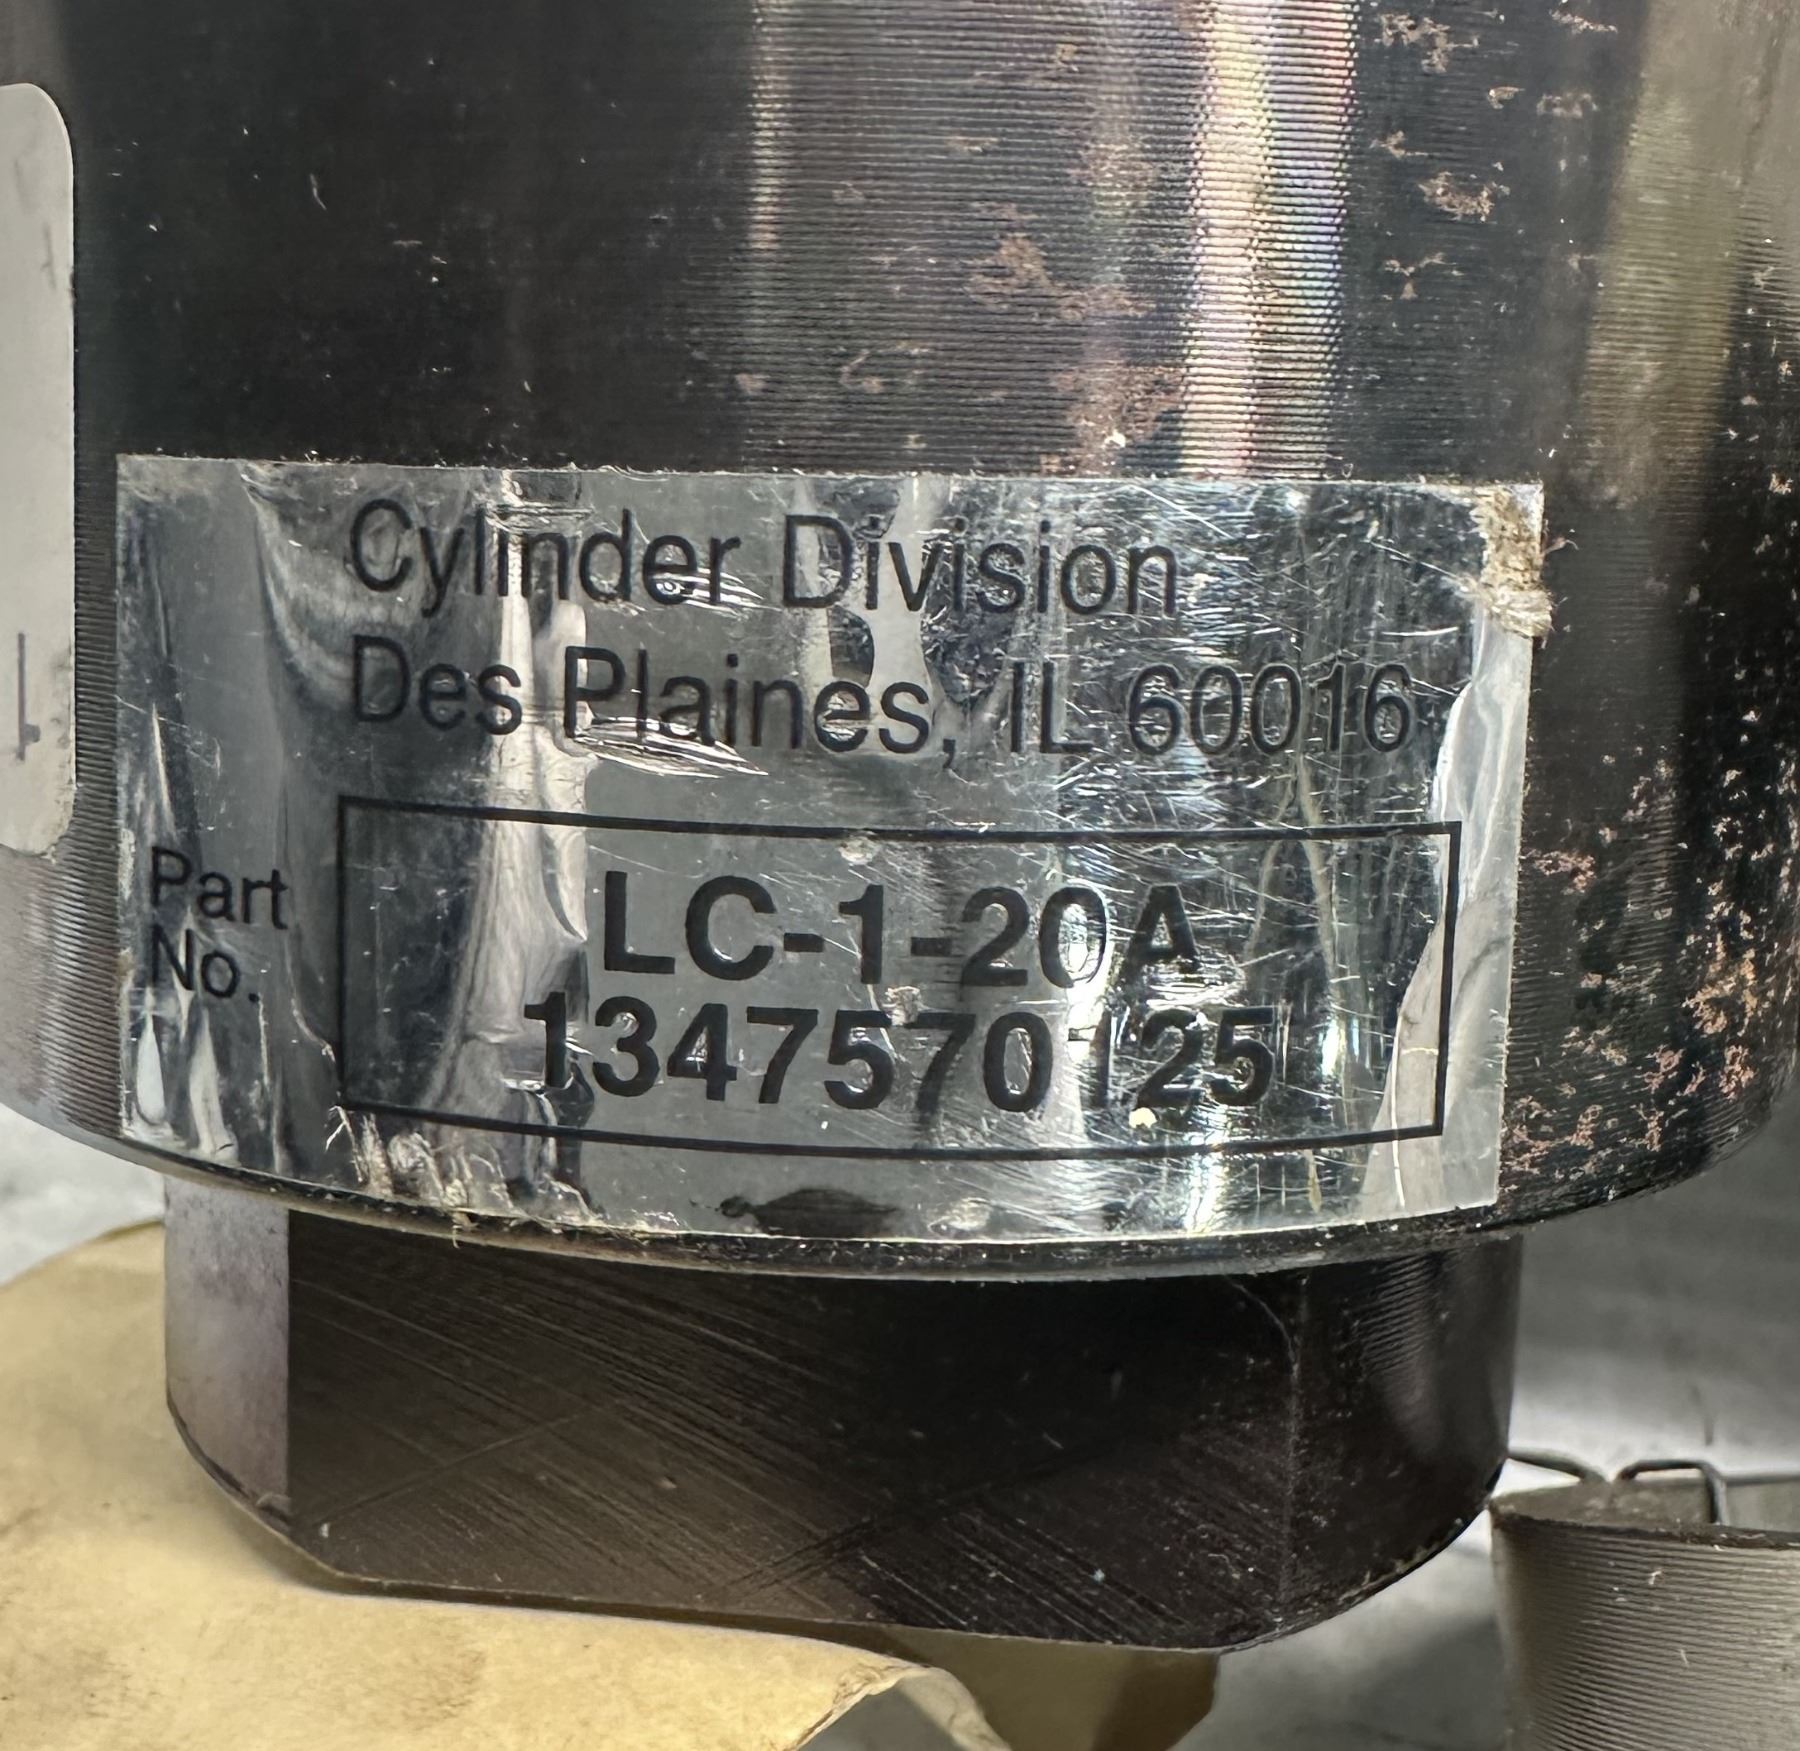 Cylinder Division
Des Plaines, IL 60016
Part
No.
LC-1-20A
1347570125